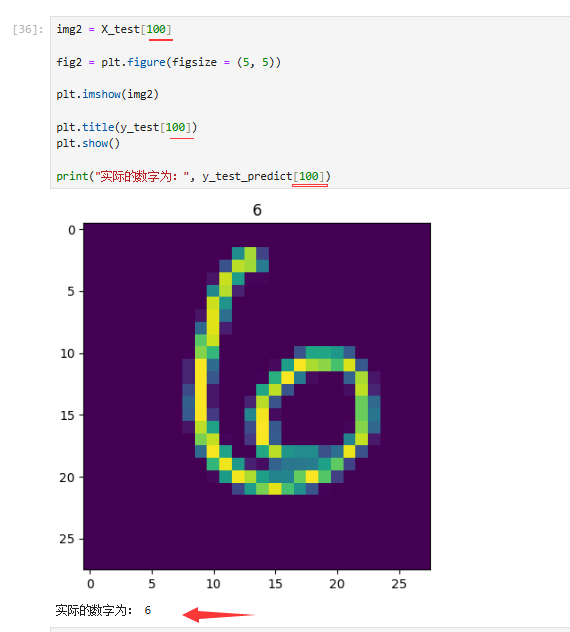 [36]:
img2 = X_test[100]
fig2 = plt.figure(figsize = (5, 5))
plt.imshow(img2)
plt.title(y_test[100])
plt.show()
print("实际的数字为：", y_test_predict[100])
6
0
5
10
15
20
25
0 5 10 15 20 25
实际的数字为： 6